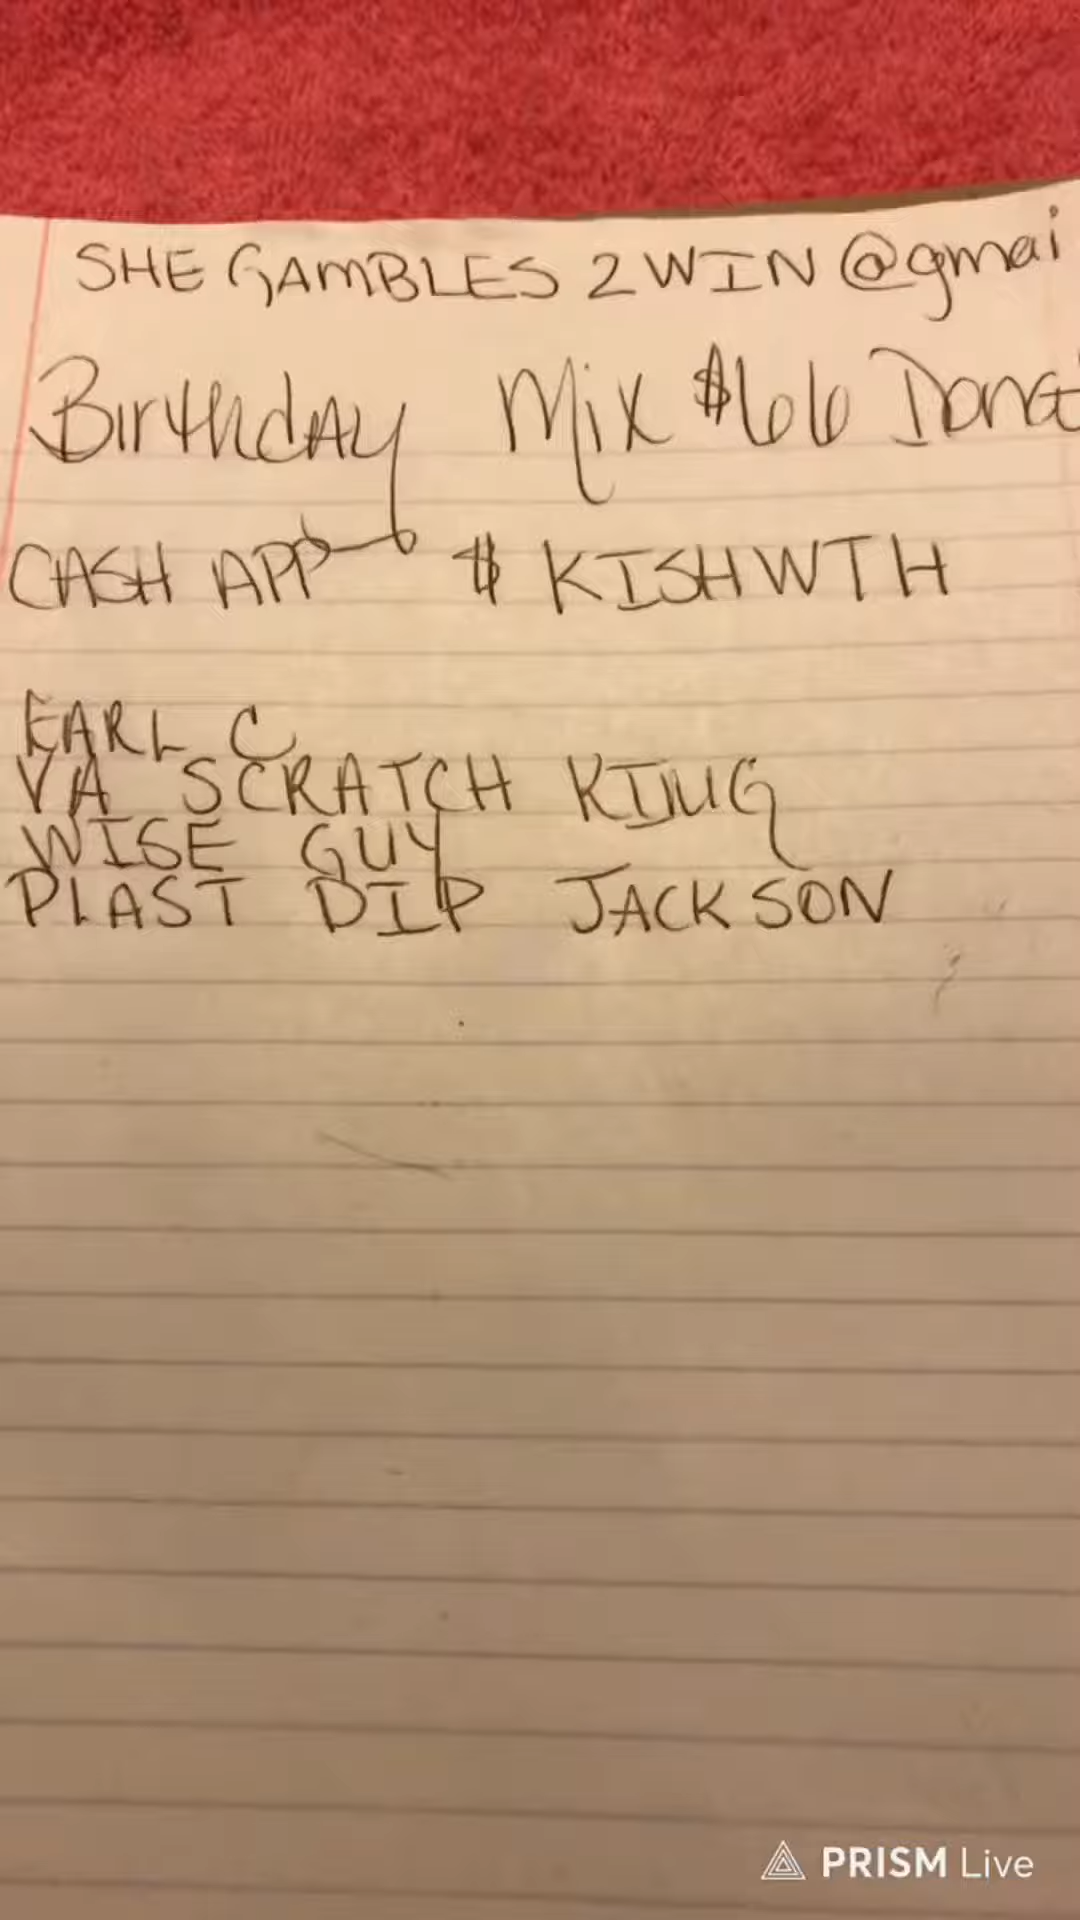 SHE GAMBLES 2 WIN @gmai
Birthday Mix $66 Donat
CASH APP $ KISHWTH
EARL C
VA SCRATCH KING
WISE GUY
PLAST DIP JACKSON
PRISM Live